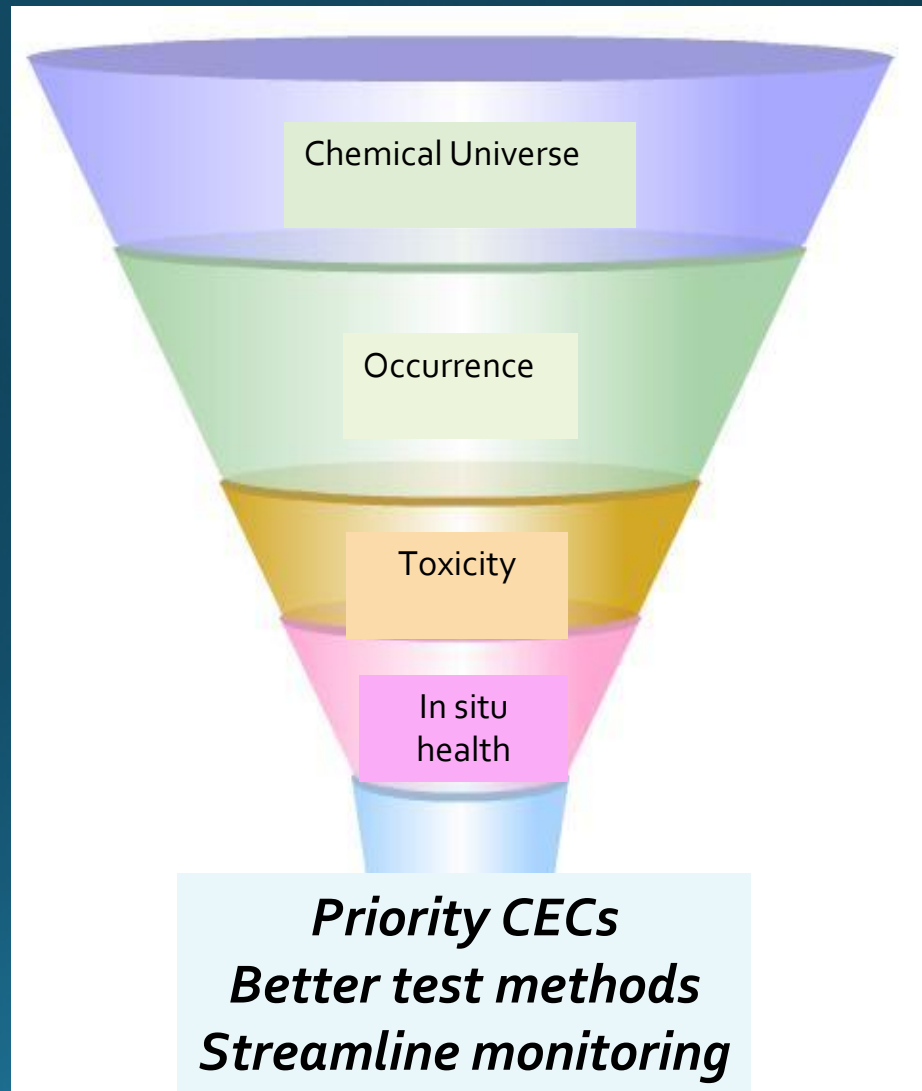 Chemical Universe
Occurrence
Toxicity
In situ
health
Priority CECs
Better test methods
Streamline monitoring